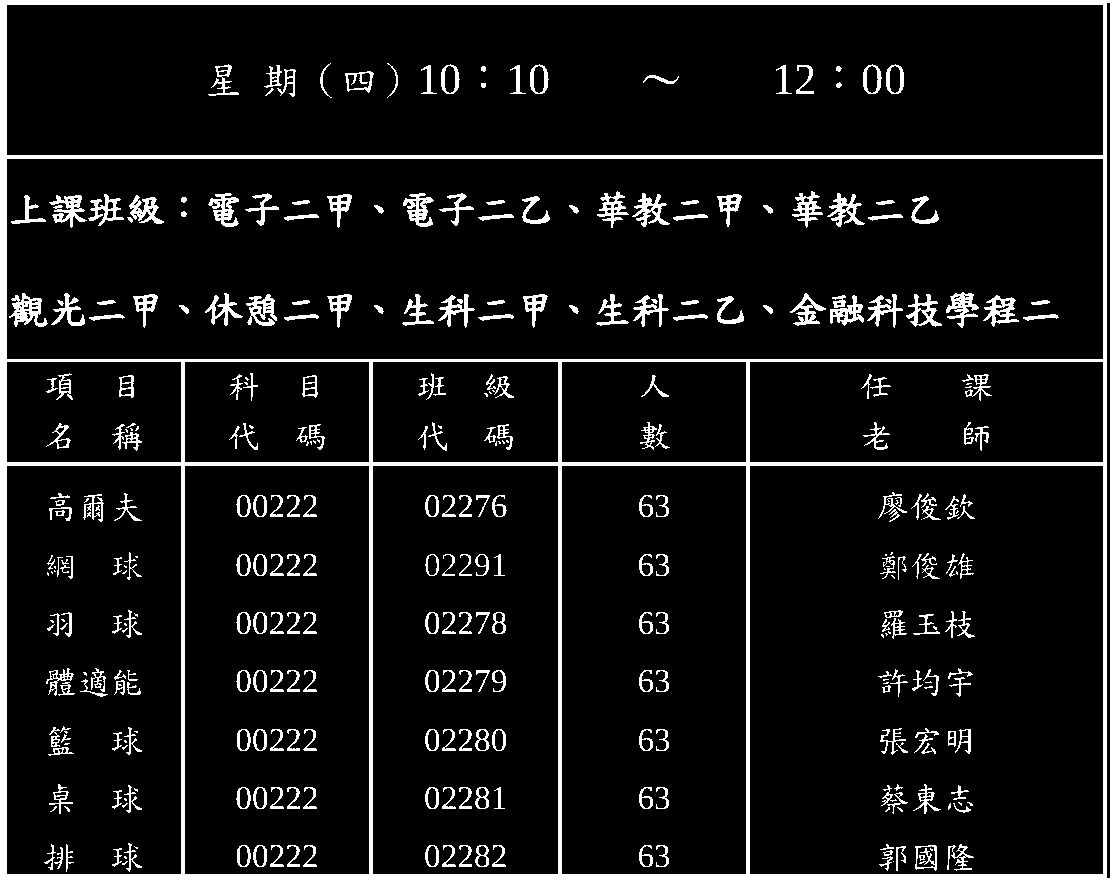 星 期（四）10：10 ～ 12：00
上課班級：電子二甲、電子二乙、華教二甲、華教二乙
觀光二甲、休憩二甲、生科二甲、生科二乙、金融科技學程二
項 目 科 目 班 級 人 任 課
名 稱 代 碼 代 碼 數 老 師
高爾夫 00222 02276 63 廖俊欽
網 球 00222 02291 63 鄭俊雄
羽 球 00222 02278 63 羅玉枝
體適能 00222 02279 63 許均宇
籃 球 00222 02280 63 張宏明
桌 球 00222 02281 63 蔡東志
排 球 00222 02282 63 郭國隆